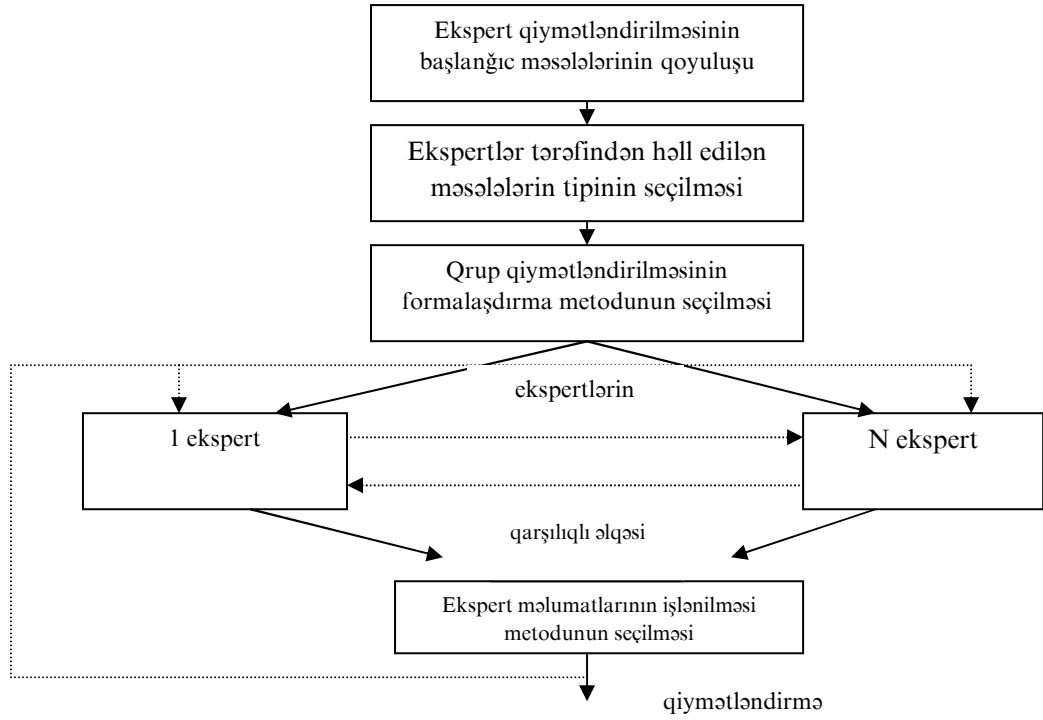 Ekspert qiymətləndirilməsinin
başlanğıc məsələlərinin qoyuluşu
Ekspertlər tərəfindən həll edilən
məsələlərin tipinin seçilməsi
Qrup qiymətləndirilməsinin
formalaşdırma metodunun seçilməsi
ekspertlərin
1 ekspert
N ekspert
qarşılıqlı əlqəsi
Ekspert məlumatlarının işlənilməsi
metodunun seçilməsi
qiymətləndirmə